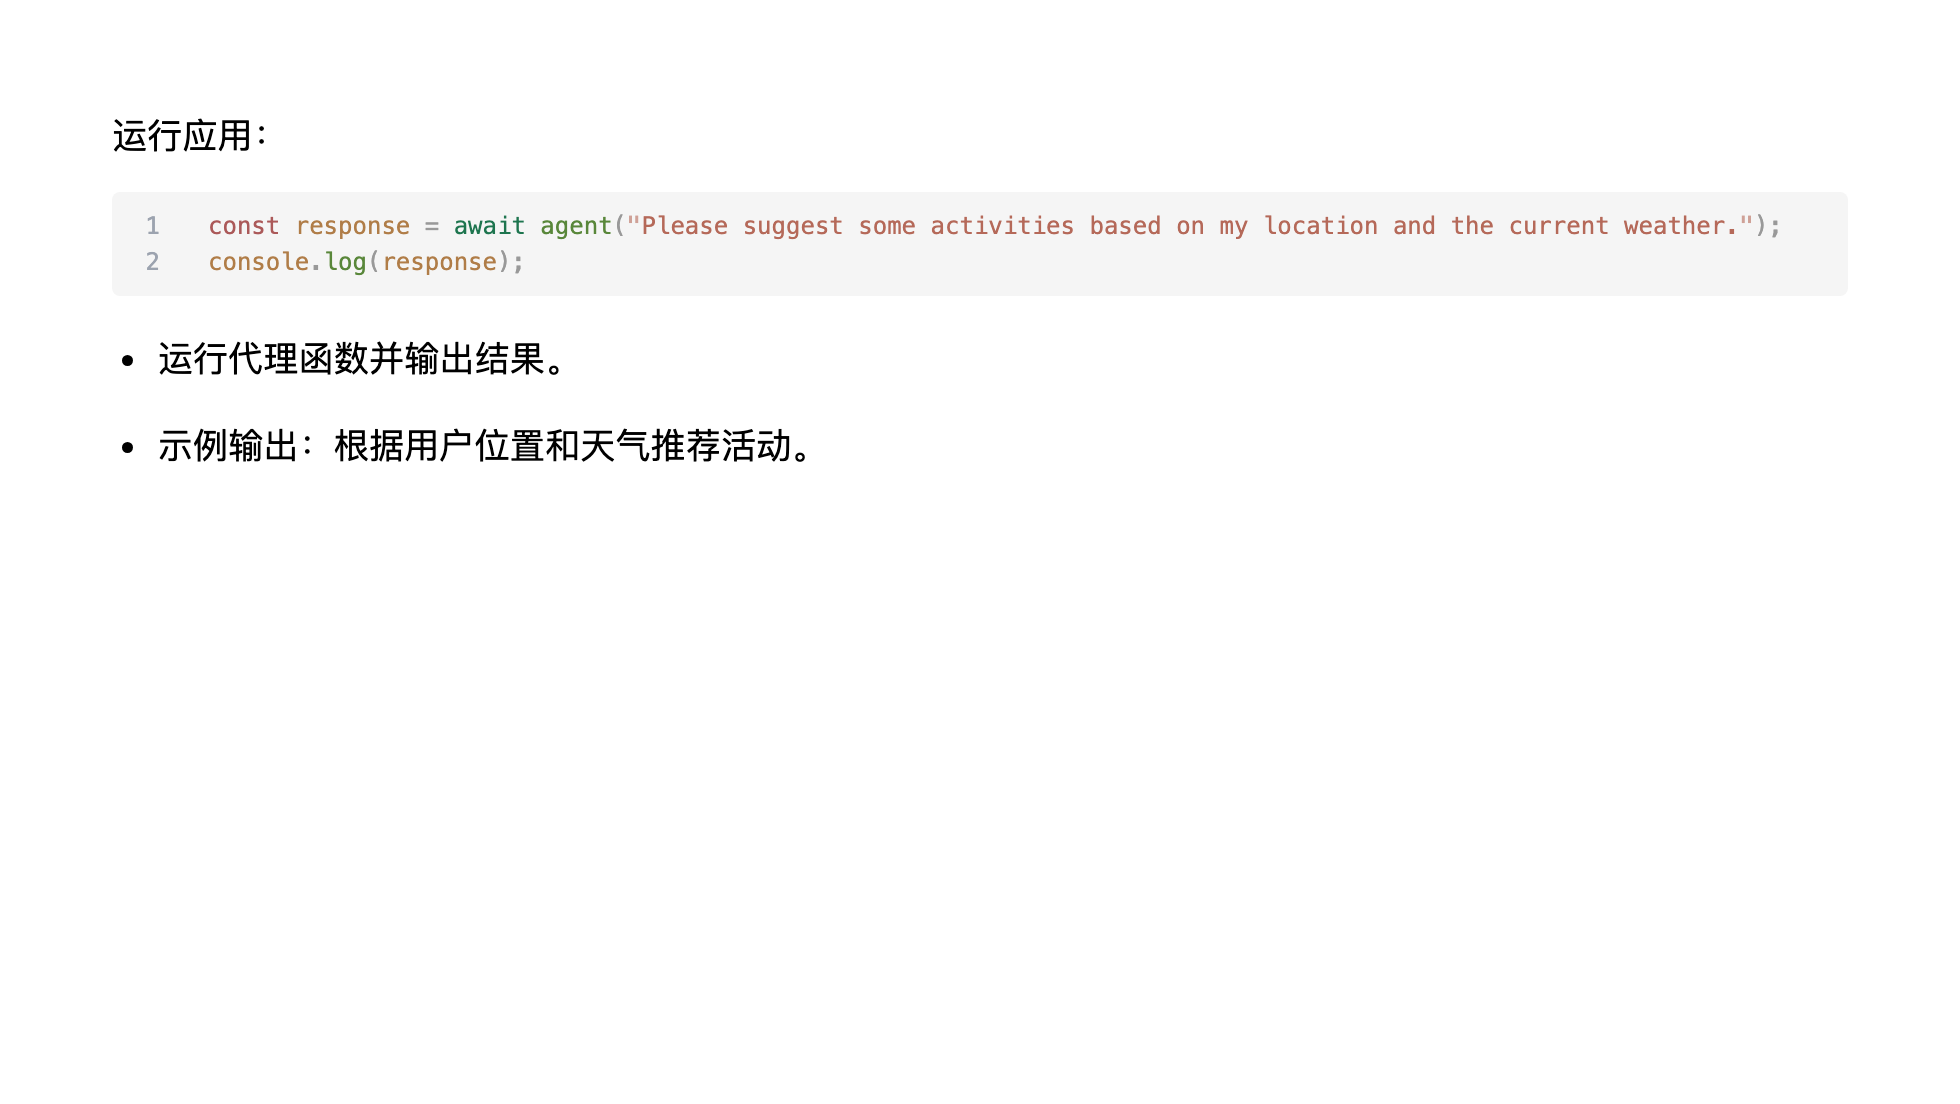 运行应用：
1 const response = await agent("Please suggest some activities based on my location and the current weather.");
2 console.log(response);
• 运行代理函数并输出结果。
• 示例输出：根据用户位置和天气推荐活动。